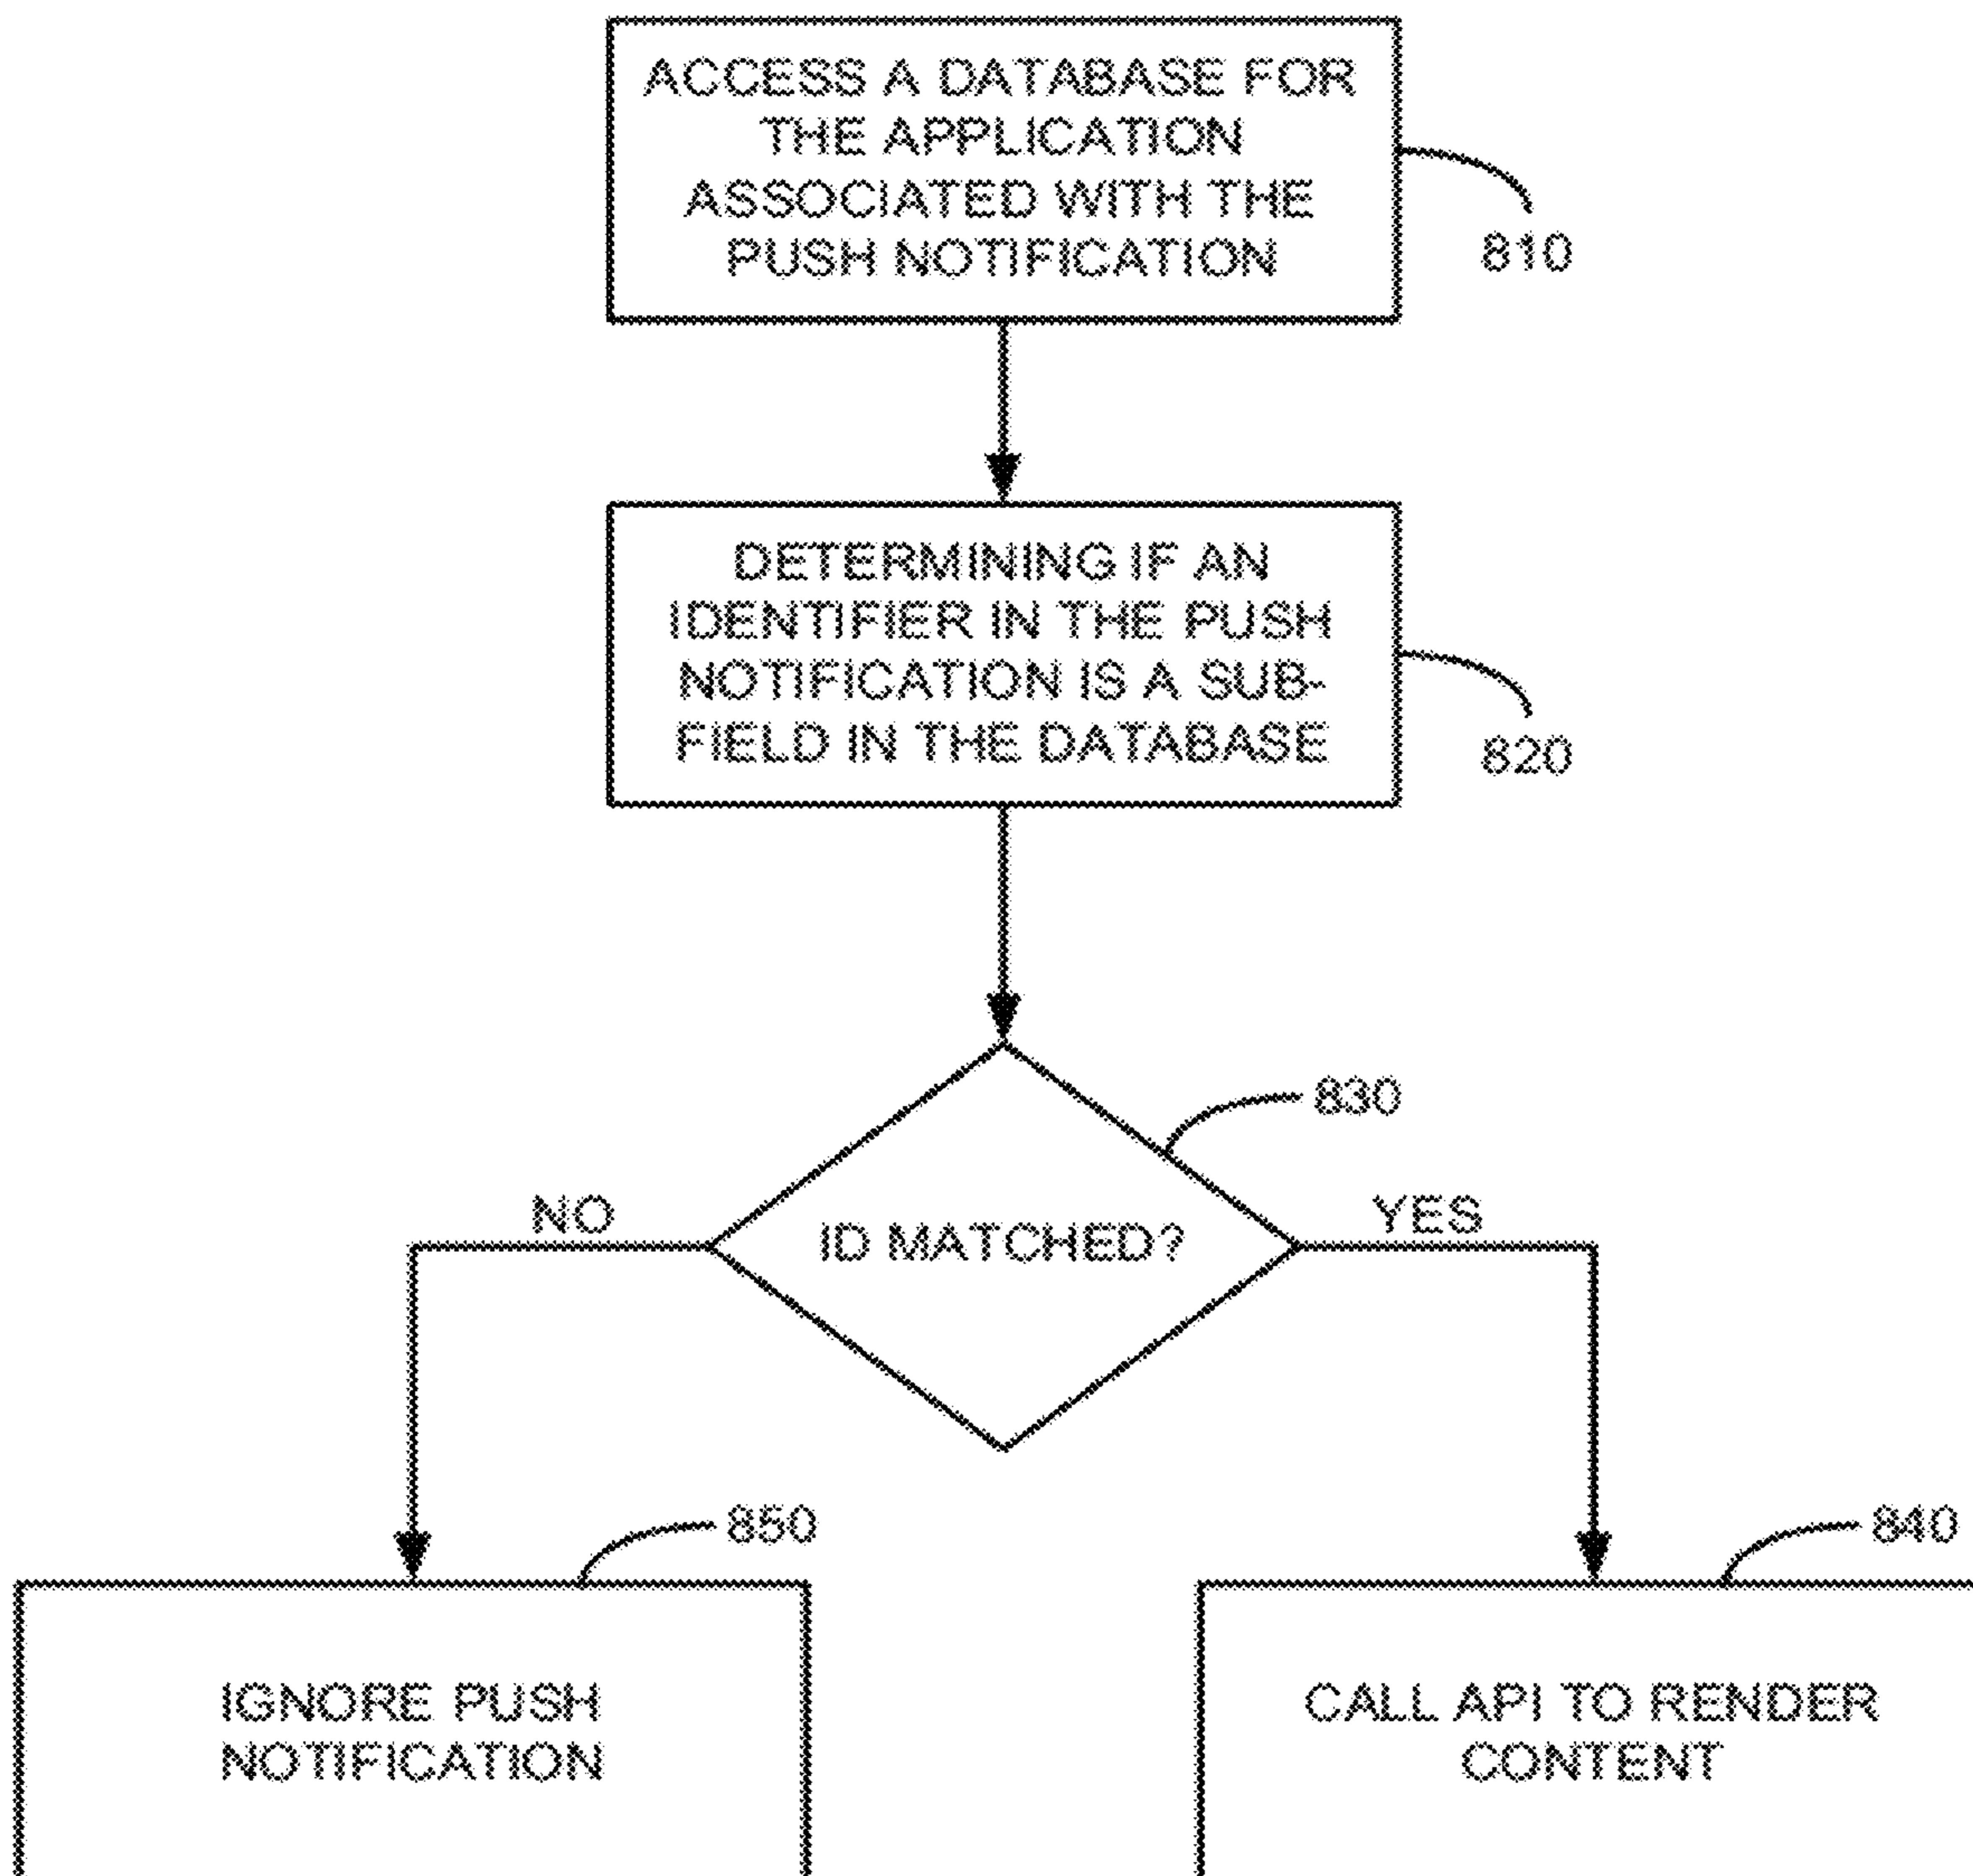 ACCESS A DATABASE FOR
THE APPLICATION
ASSOCIATED WITH THE
PUSH NOTIFICATION
810
DETERMINING IF AN
IDENTIFIER IN THE PUSH
NOTIFICATION IS A SUB-
FIELD IN THE DATABASE
820
830
NO
ID MATCHED?
YES
850
840
IGNORE PUSH
NOTIFICATION
CALL API TO RENDER
CONTENT